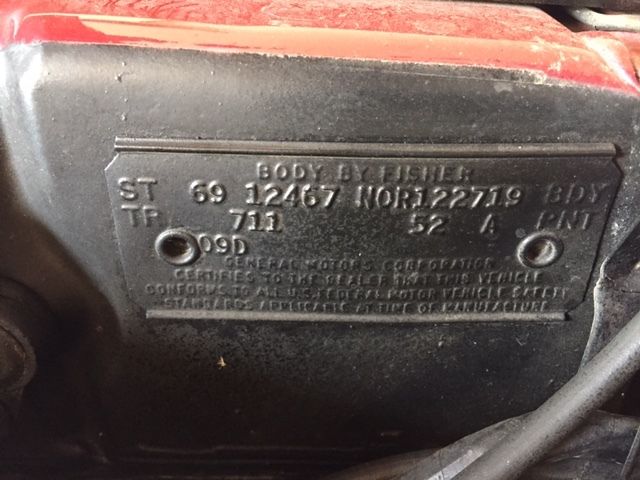 BODY BY FISHER
ST 69 12467 NOR122719 BDY
TR 711 52 A PNT
09D
GENERAL MOTORS CORPORATION
CERTIFIES TO THE DEALER THAT THIS VEHICLE
CONFORMS TO ALL U.S. FEDERAL MOTOR VEHICLE SAFETY
STANDARDS APPLICABLE AT TIME OF MANUFACTURE